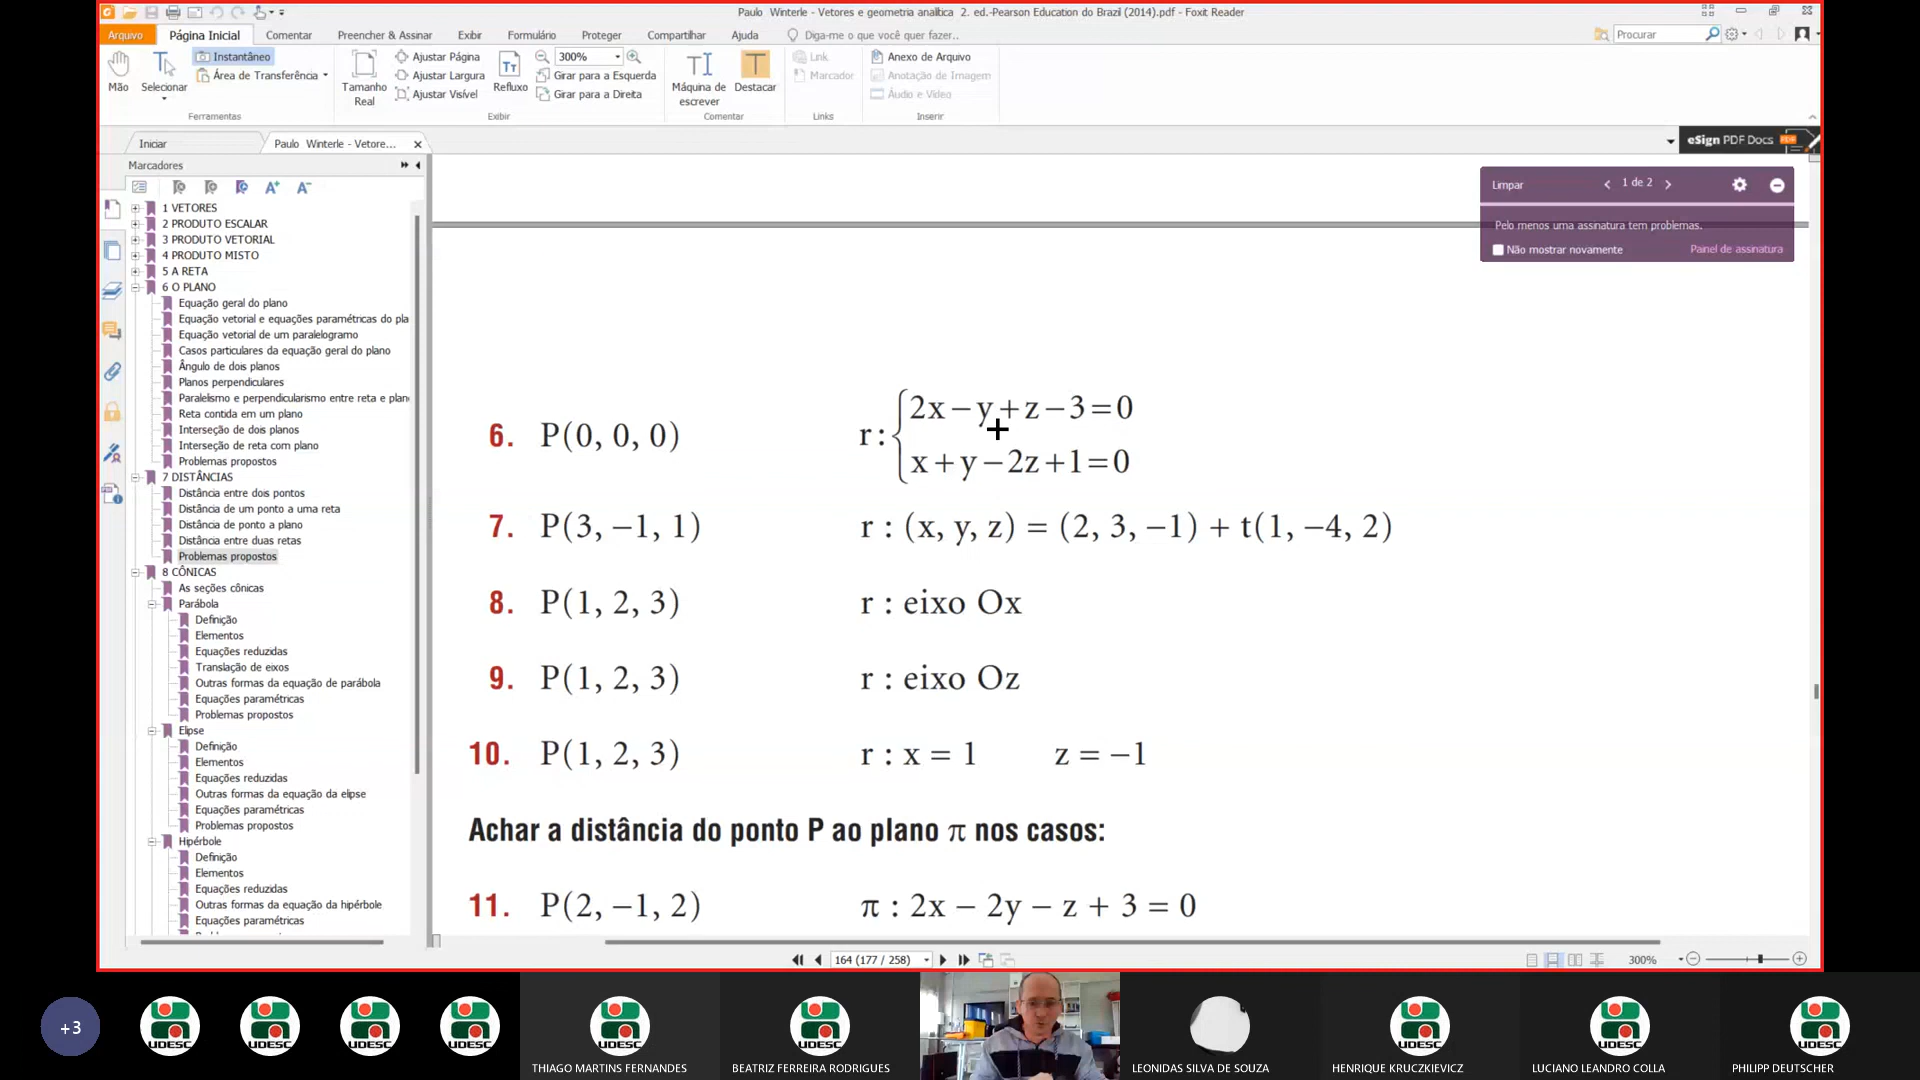 Paulo Winterle - Vetores e geometria analítica 2. ed.-Pearson Education do Brazil (2014).pdf - Foxit Reader
Arquivo Página Inicial Comentar Preencher & Assinar Exibir Formulário Proteger Compartilhar Ajuda Diga-me o que você quer fazer.. Procurar
Mão
Selecionar
Instantâneo
Área de Transferência
Ferramentas
Tamanho Real
Ajustar Página
Ajustar Largura
Ajustar Visível
Refluxo
300%
Girar para a Esquerda
Girar para a Direita
Exibir
Máquina de escrever
Destacar
Comentar
Link
Marcador
Links
Anexo de Arquivo
Anotação de Imagem
Áudio e Vídeo
Inserir
Iniciar
Paulo Winterle - Vetore...
eSign PDF Docs
Marcadores
1 VETORES
2 PRODUTO ESCALAR
3 PRODUTO VETORIAL
4 PRODUTO MISTO
5 A RETA
6 O PLANO
Equação geral do plano
Equação vetorial e equações paramétricas do pla
Equação vetorial de um paralelogramo
Casos particulares da equação geral do plano
Ângulo de dois planos
Planos perpendiculares
Paralelismo e perpendicularismo entre reta e plan
Reta contida em um plano
Interseção de dois planos
Interseção de reta com plano
Problemas propostos
7 DISTÂNCIAS
Distância entre dois pontos
Distância de um ponto a uma reta
Distância de ponto a plano
Distância entre duas retas
Problemas propostos
8 CÔNICAS
As seções cônicas
Parábola
Definição
Elementos
Equações reduzidas
Translação de eixos
Outras formas da equação de parábola
Equações paramétricas
Problemas propostos
Elipse
Definição
Elementos
Equações reduzidas
Outras formas da equação da elipse
Equações paramétricas
Problemas propostos
Hipérbole
Definição
Elementos
Equações reduzidas
Outras formas da equação da hipérbole
Equações paramétricas
Limpar 1 de 2
Pelo menos uma assinatura tem problemas.
Não mostrar novamente Painel de assinatura
6. P(0, 0, 0) r: { 2x−y+z−3=0
x+y−2z+1=0
7. P(3, −1, 1) r : (x, y, z) = (2, 3, −1) + t(1, −4, 2)
8. P(1, 2, 3) r : eixo Ox
9. P(1, 2, 3) r : eixo Oz
10. P(1, 2, 3) r : x = 1 z = −1
Achar a distância do ponto P ao plano π nos casos:
11. P(2, −1, 2) π : 2x − 2y − z + 3 = 0
164 (177 / 258)
300%
+3
UDESC
UDESC
UDESC
UDESC
UDESC
UDESC
UDESC
UDESC
UDESC
THIAGO MARTINS FERNANDES
BEATRIZ FERREIRA RODRIGUES
LEONIDAS SILVA DE SOUZA
HENRIQUE KRUCZKIEVICZ
LUCIANO LEANDRO COLLA
PHILIPP DEUTSCHER